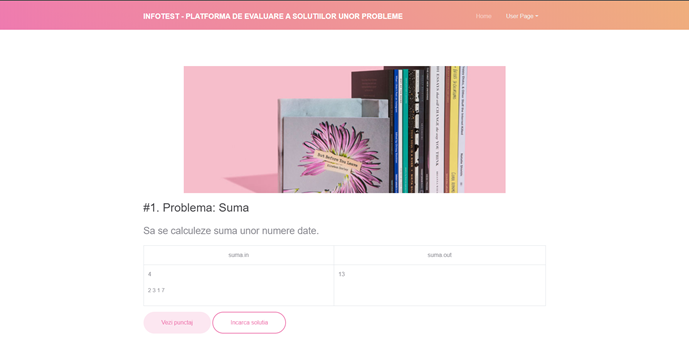 INFOTEST - PLATFORMA DE EVALUARE A SOLUTIILOR UNOR PROBLEME
Home
User Page
#1. Problema: Suma
Sa se calculeze suma unor numere date.
suma.in
suma.out
4
13
2 3 1 7
Vezi punctaj
Incarca solutia